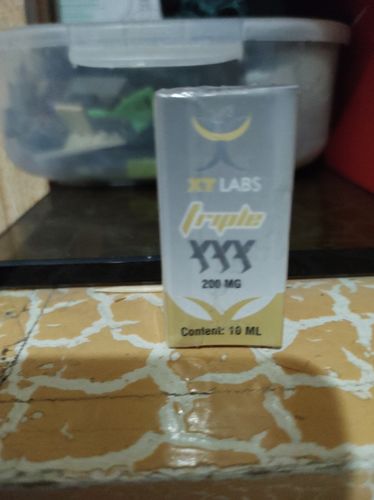 XT LABS
Triple
XXX
200 MG
Content: 10 ML